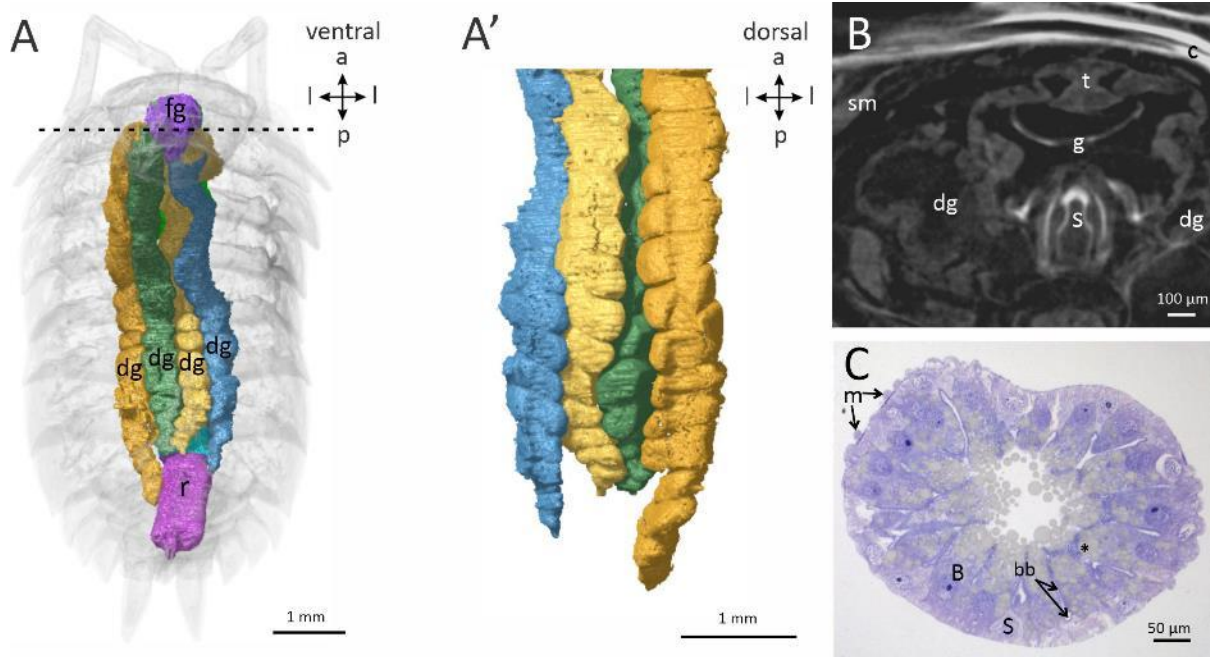 A
ventral
a
l l
p
fg
dg dg dg dg
r
1 mm
A’
dorsal
a
l l
p
1 mm
B
c
t
sm
g
dg
S
dg
100 µm
C
m
*
B
bb
S
50 µm